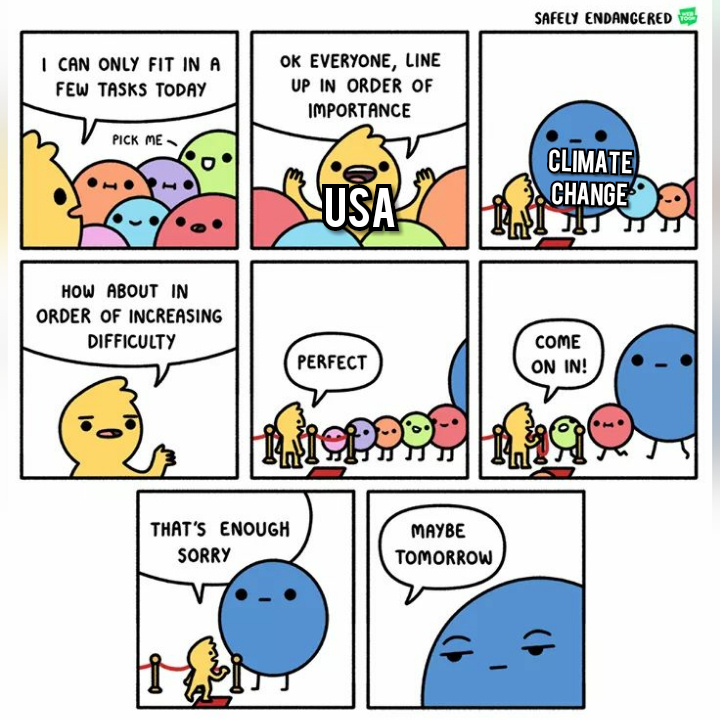 SAFELY ENDANGERED
WEB
TOON
I CAN ONLY FIT IN A
FEW TASKS TODAY
PICK ME
OK EVERYONE, LINE
UP IN ORDER OF
IMPORTANCE
USA
CLIMATE
CHANGE
HOW ABOUT IN
ORDER OF INCREASING
DIFFICULTY
PERFECT
COME
ON IN!
THAT'S ENOUGH
SORRY
MAYBE
TOMORROW